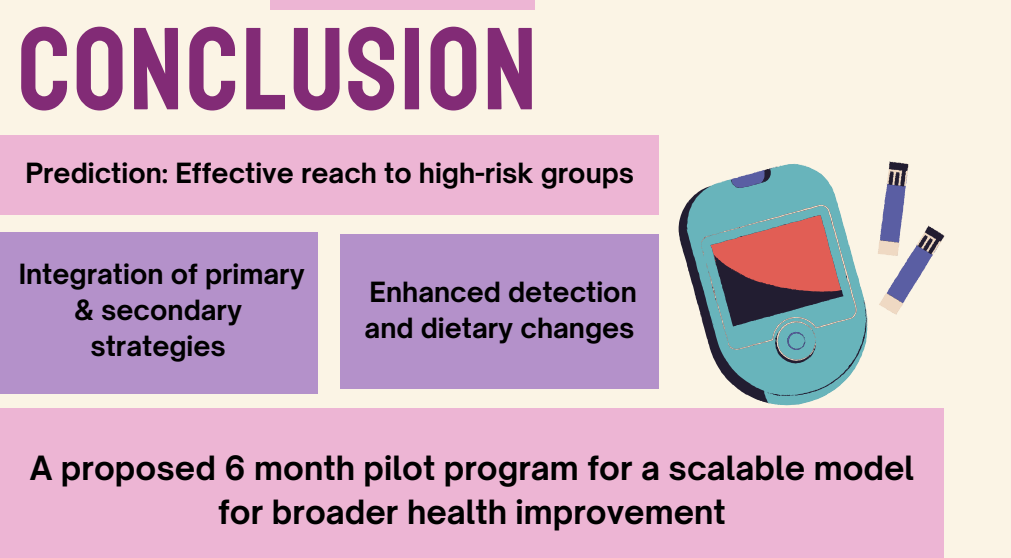 CONCLUSION
Prediction: Effective reach to high-risk groups
Integration of primary
& secondary
strategies
Enhanced detection
and dietary changes
A proposed 6 month pilot program for a scalable model
for broader health improvement